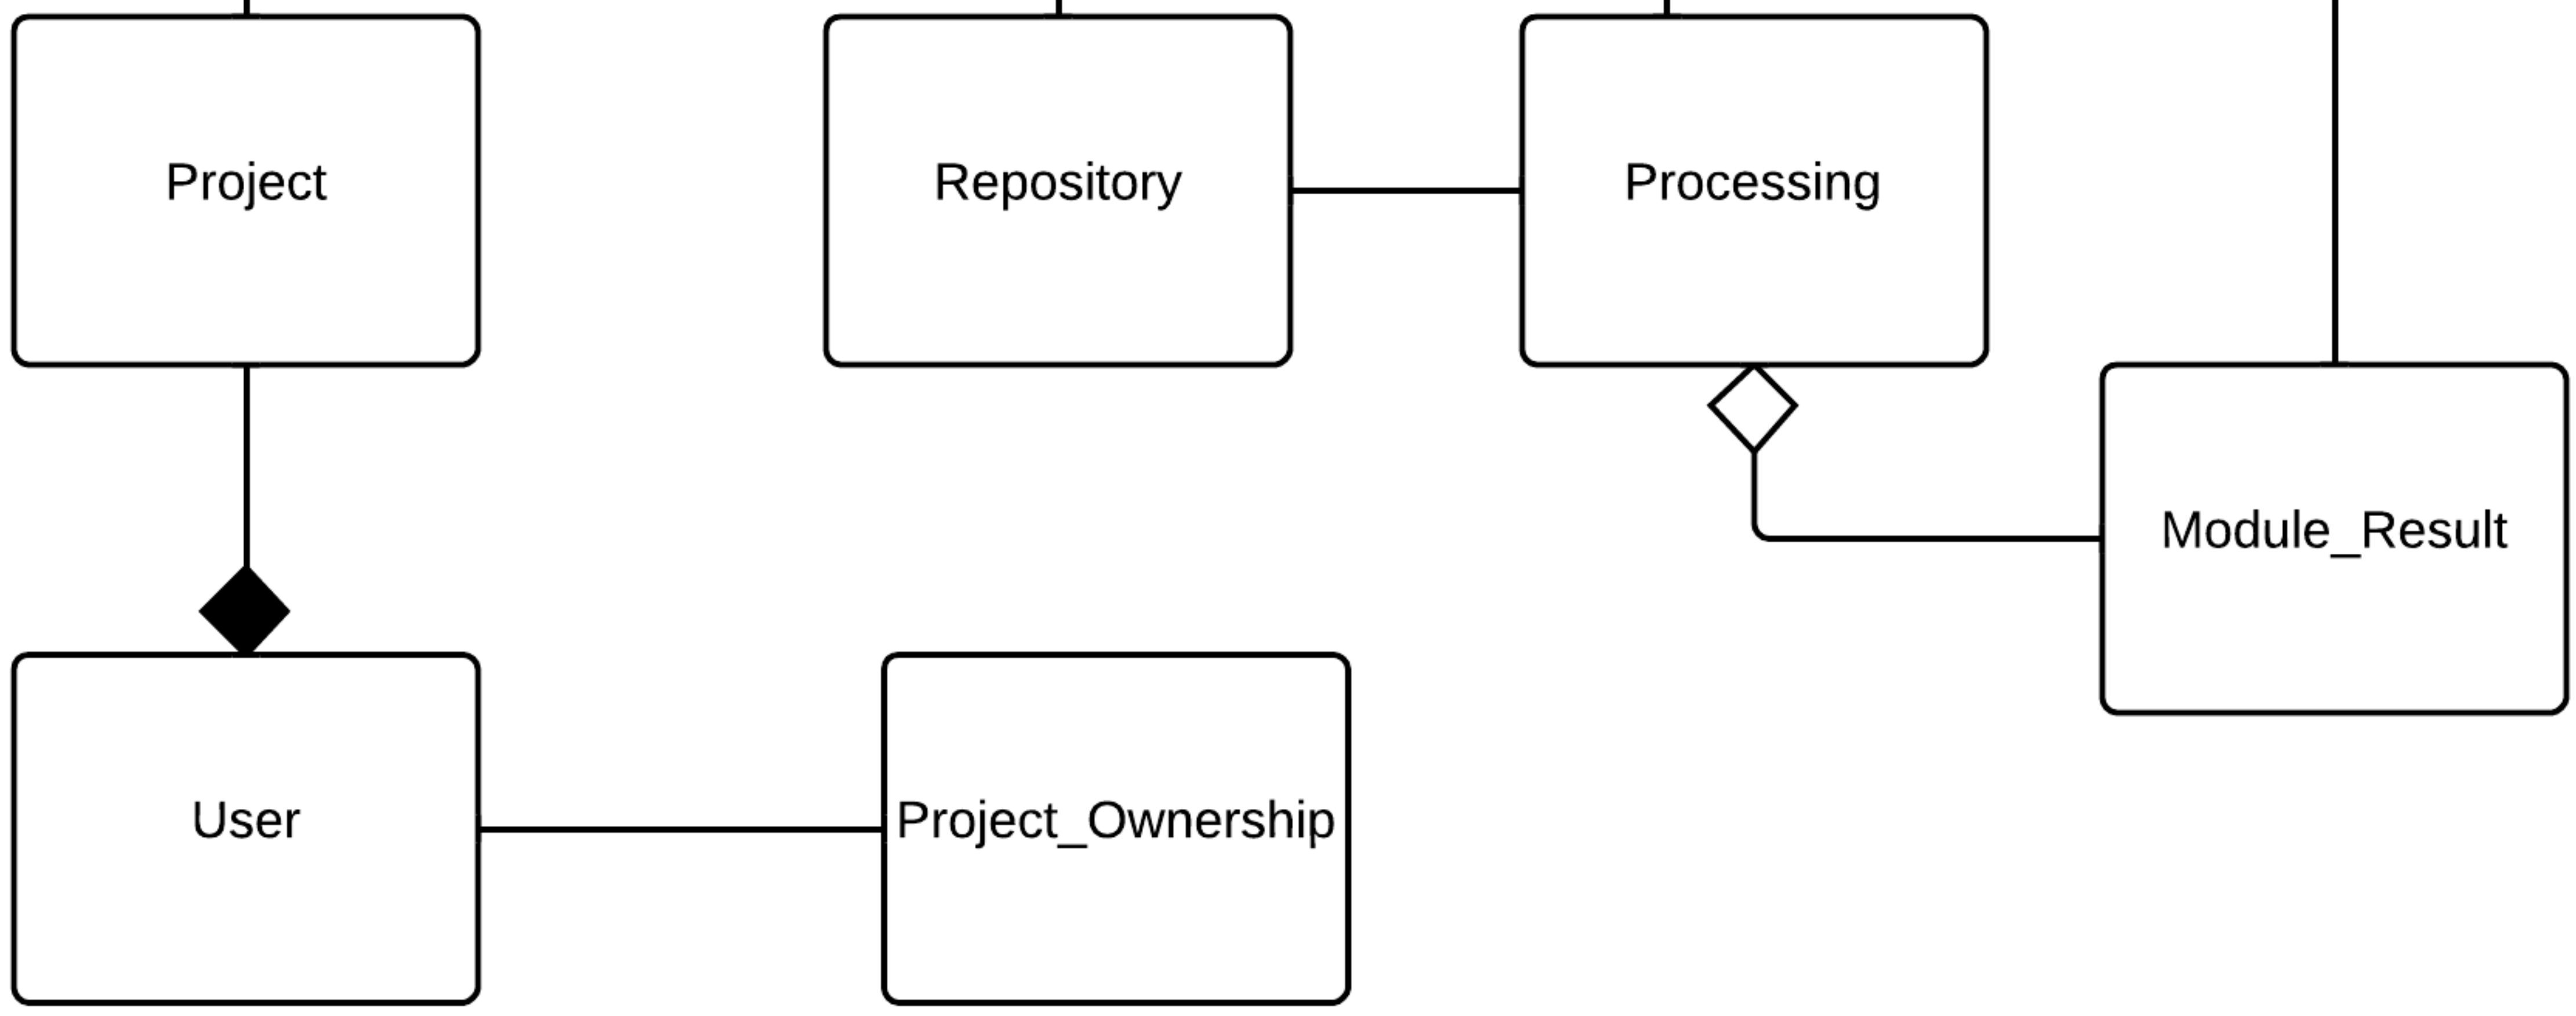 Project
Repository
Processing
Module_Result
User
Project_Ownership